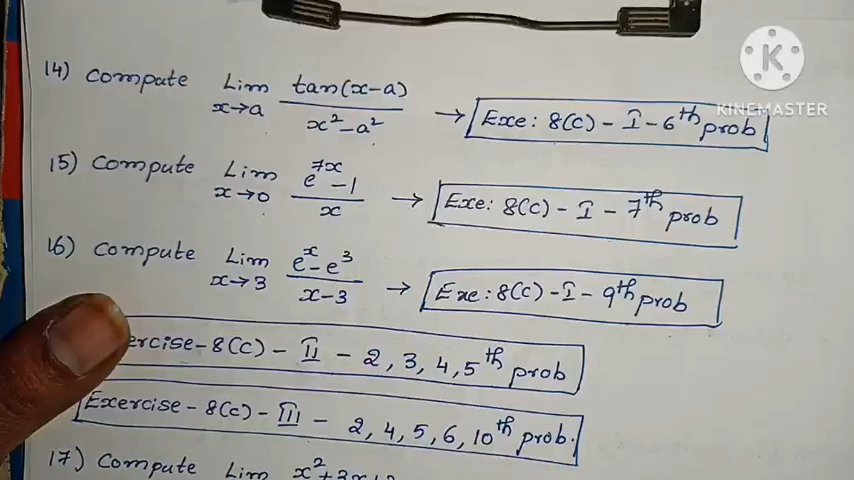 K
KINEMASTER
14) Compute Lim x→a tan(x-a) / x² - a² → Exe: 8(c) - I - 6th prob
15) Compute Lim x→0 e^7x - 1 / x → Exe: 8(c) - I - 7th prob
16) Compute Lim x→3 e^x - e^3 / x-3 → Exe: 8(c) - I - 9th prob
ercise - 8(c) - II - 2, 3, 4, 5th prob
Exercise - 8(c) - III - 2, 4, 5, 6, 10th prob.
17) Compute Lim